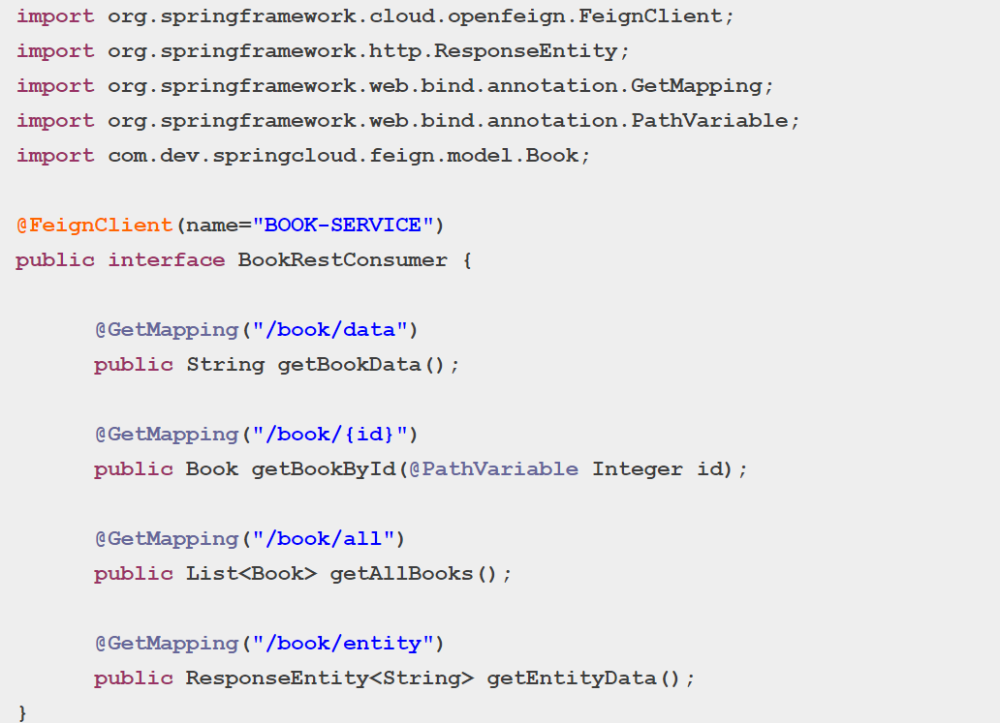 import org.springframework.cloud.openfeign.FeignClient;
import org.springframework.http.ResponseEntity;
import org.springframework.web.bind.annotation.GetMapping;
import org.springframework.web.bind.annotation.PathVariable;
import com.dev.springcloud.feign.model.Book;

@FeignClient(name="BOOK-SERVICE")
public interface BookRestConsumer {

      @GetMapping("/book/data")
      public String getBookData();

      @GetMapping("/book/{id}")
      public Book getBookById(@PathVariable Integer id);

      @GetMapping("/book/all")
      public List<Book> getAllBooks();

      @GetMapping("/book/entity")
      public ResponseEntity<String> getEntityData();
}